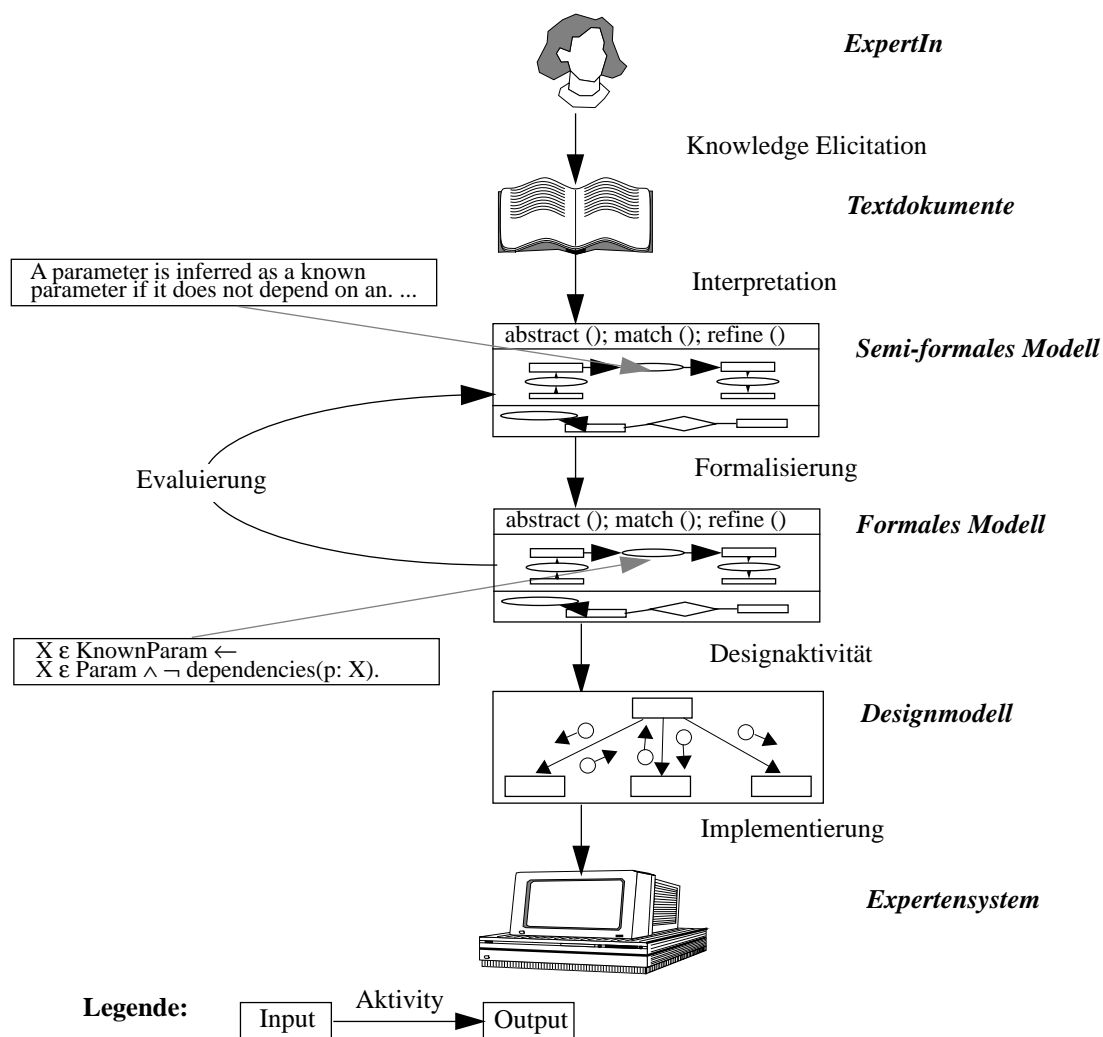 ExpertIn
Knowledge Elicitation
Textdokumente
A parameter is inferred as a known
parameter if it does not depend on an. ...
Interpretation
abstract (); match (); refine ()
Semi-formales Modell
Evaluierung
Formalisierung
abstract (); match (); refine ()
Formales Modell
X ε KnownParam ←
X ε Param ∧ ¬ dependencies(p: X).
Designaktivität
Designmodell
Implementierung
Expertensystem
Legende:
Input
Aktivity
Output